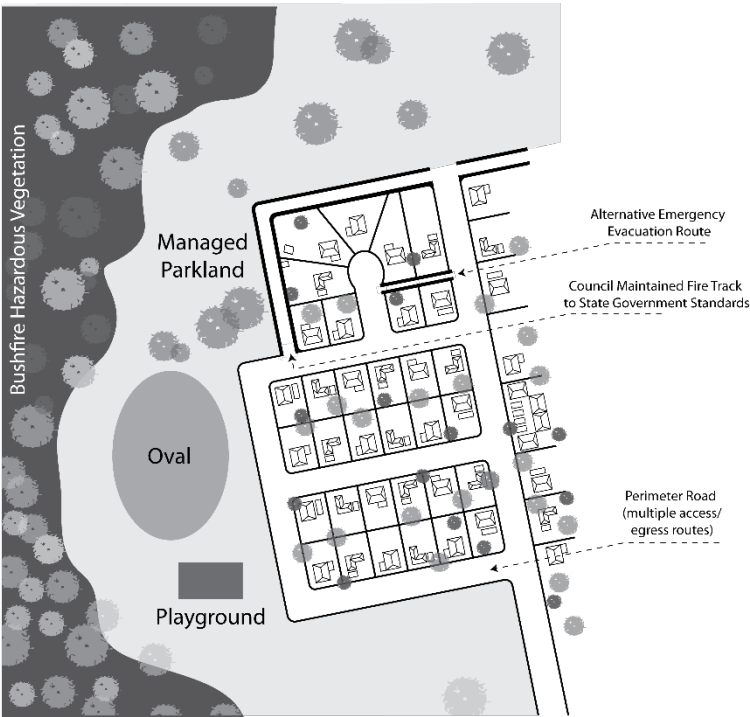 Bushfire Hazardous Vegetation
Managed
Parkland
Alternative Emergency
Evacuation Route
Council Maintained Fire Track
to State Government Standards
Oval
Perimeter Road
(multiple access/
egress routes)
Playground